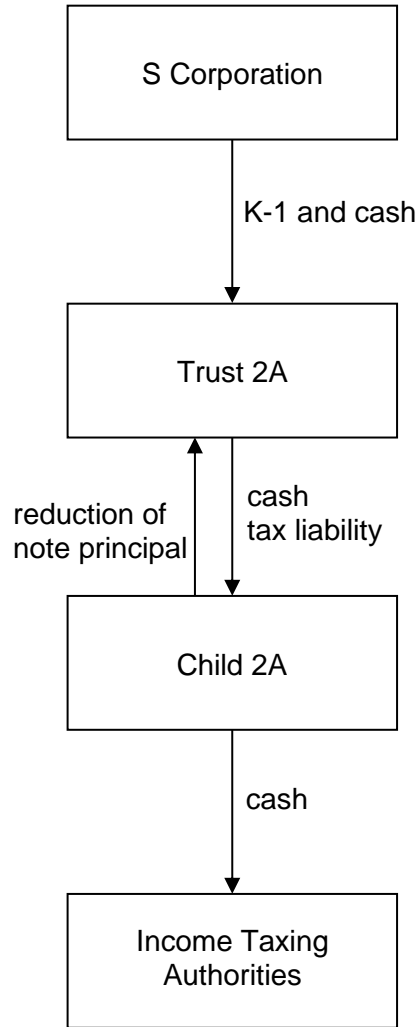 S Corporation
K-1 and cash
Trust 2A
reduction of
note principal
cash
tax liability
Child 2A
cash
Income Taxing
Authorities